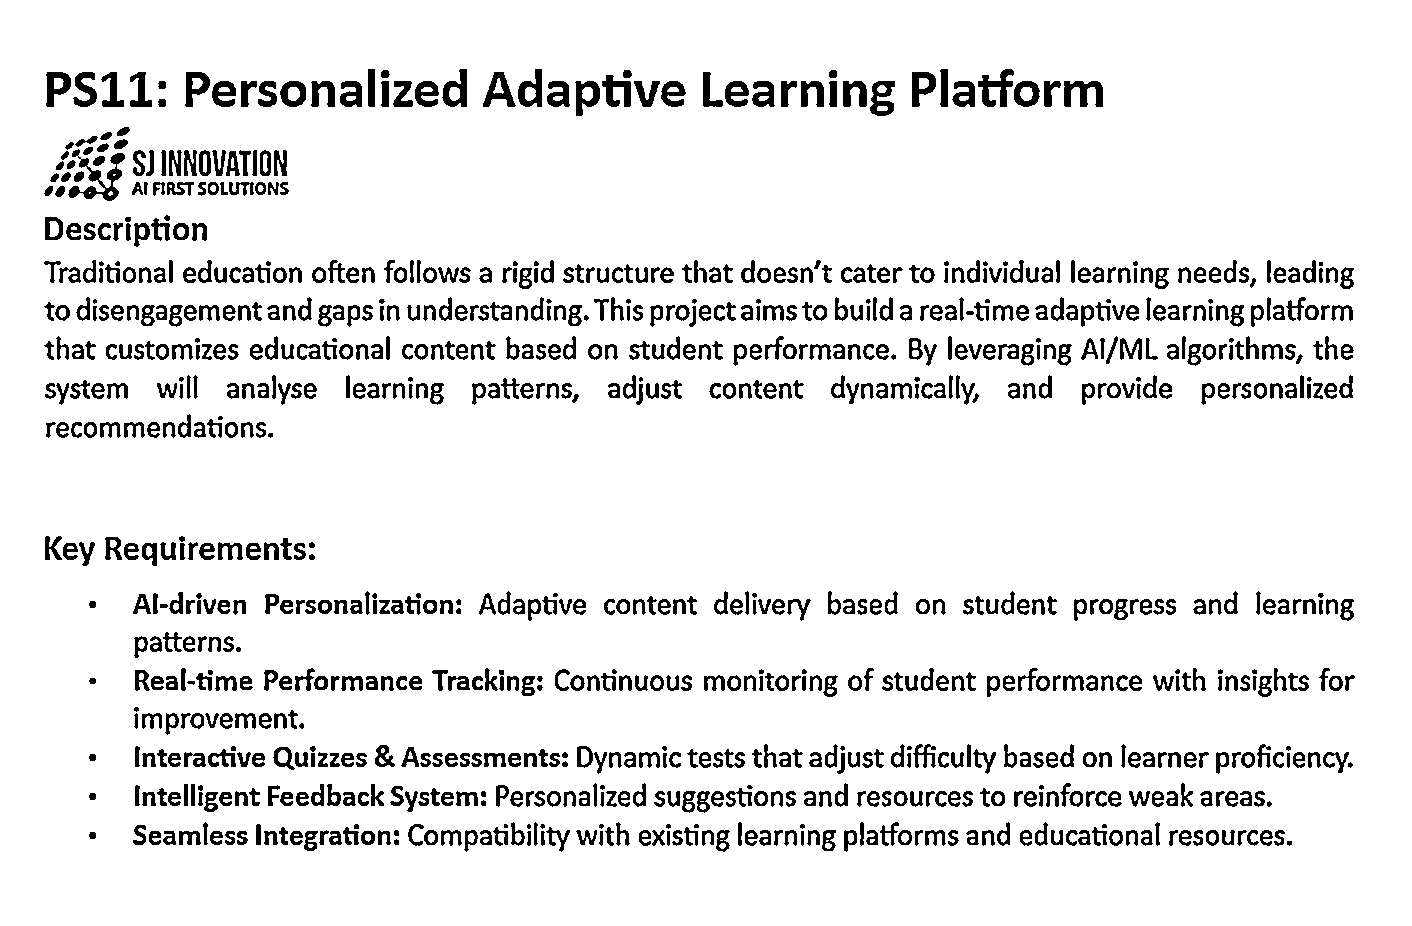 PS11: Personalized Adaptive Learning Platform
SJ INNOVATION
AI FIRST SOLUTIONS
Description
Traditional education often follows a rigid structure that doesn't cater to individual learning needs, leading
to disengagement and gaps in understanding. This project aims to build a real-time adaptive learning platform
that customizes educational content based on student performance. By leveraging AI/ML algorithms, the
system will analyse learning patterns, adjust content dynamically, and provide personalized
recommendations.
Key Requirements:
• AI-driven Personalization: Adaptive content delivery based on student progress and learning
patterns.
• Real-time Performance Tracking: Continuous monitoring of student performance with insights for
improvement.
• Interactive Quizzes & Assessments: Dynamic tests that adjust difficulty based on learner proficiency.
• Intelligent Feedback System: Personalized suggestions and resources to reinforce weak areas.
• Seamless Integration: Compatibility with existing learning platforms and educational resources.